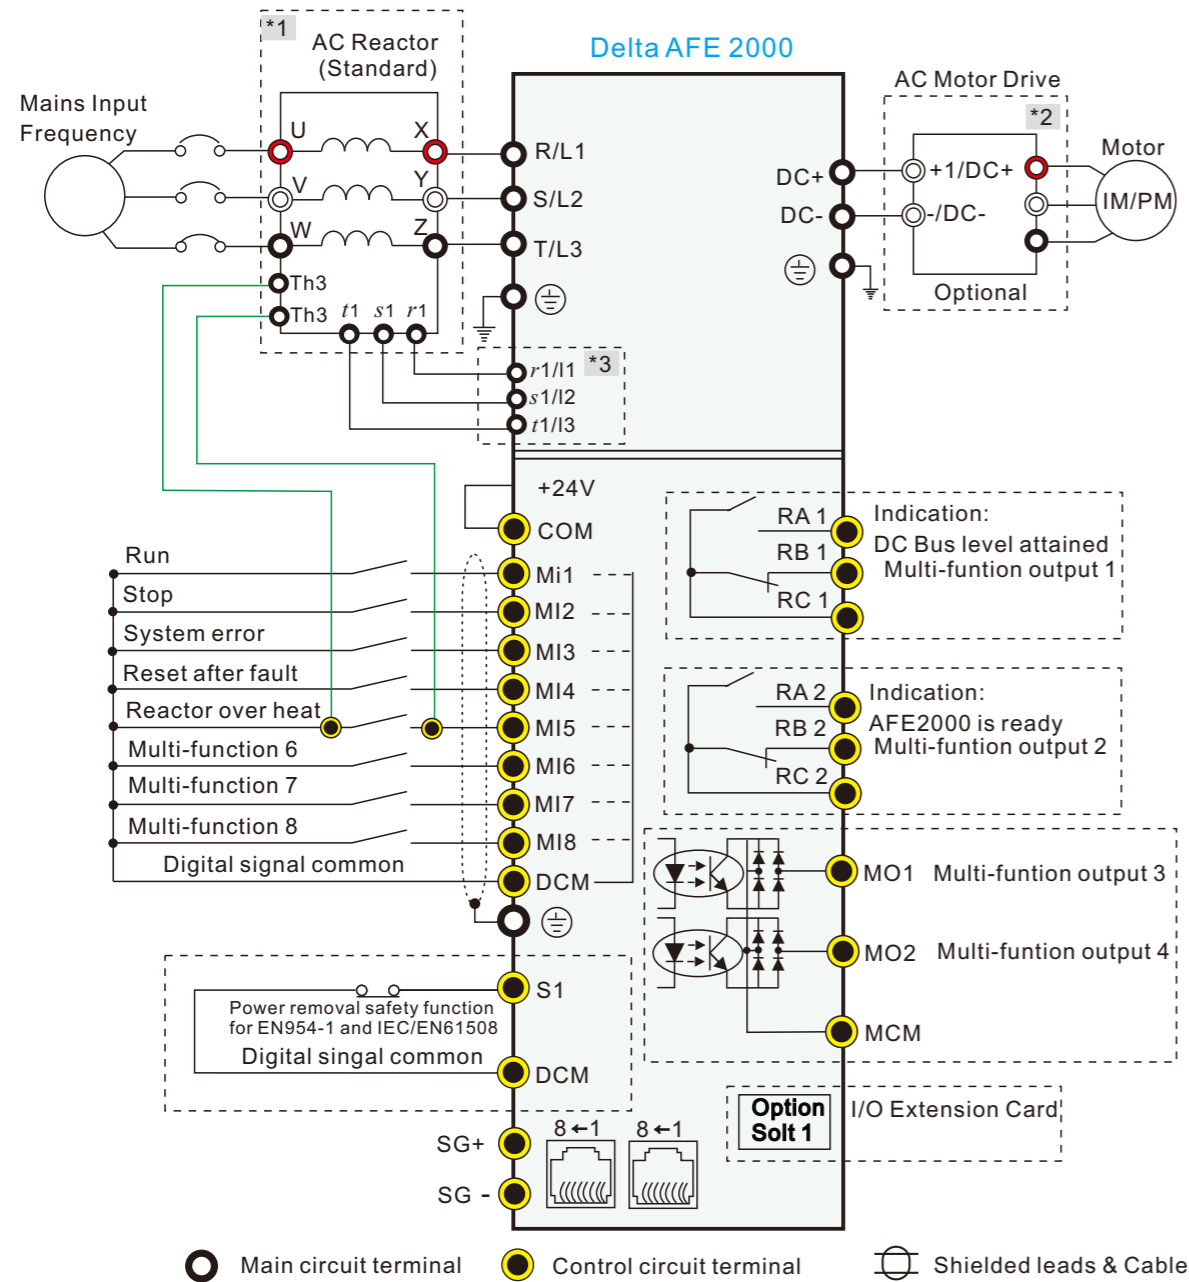 *1
AC Reactor
(Standard)
Delta AFE 2000
AC Motor Drive
*2
Mains Input
Frequency
Motor
U
X
R/L1
V
Y
S/L2
W
Z
T/L3
DC+
+1/DC+
DC-
-/DC-
IM/PM
Optional
Th3
Th3
t1
s1
r1
r1/l1
*3
s1/l2
t1/l3
+24V
COM
Run
Mi1
Stop
MI2
System error
MI3
Reset after fault
MI4
Reactor over heat
MI5
Multi-function 6
MI6
Multi-function 7
MI7
Multi-function 8
MI8
Digital signal common
DCM
RA 1
Indication:
RB 1
DC Bus level attained
Multi-funtion output 1
RC 1
RA 2
Indication:
RB 2
AFE2000 is ready
Multi-funtion output 2
RC 2
MO1
Multi-funtion output 3
MO2
Multi-funtion output 4
MCM
S1
Power removal safety function
for EN954-1 and IEC/EN61508
Digital singal common
DCM
Option
Solt 1
I/O Extension Card
SG+
8←1
8←1
SG -
Main circuit terminal
Control circuit terminal
Shielded leads & Cable